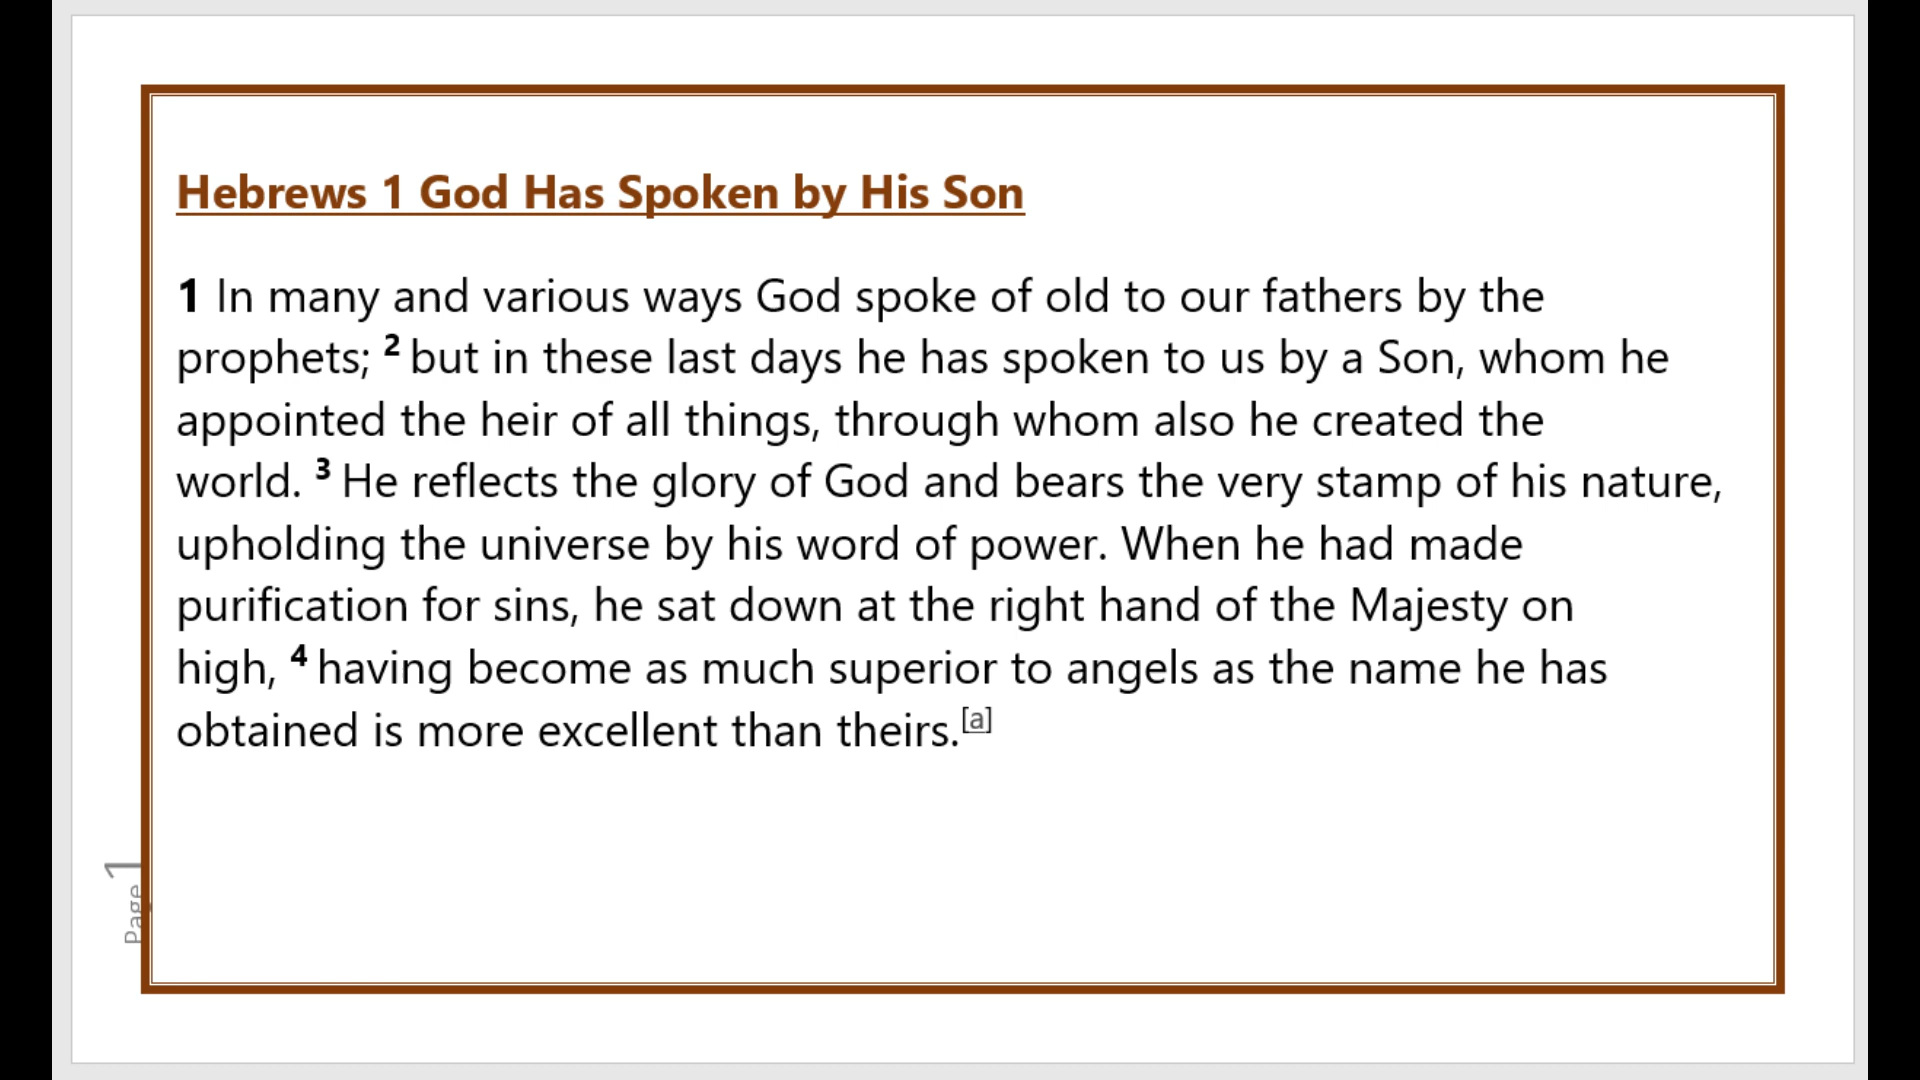 Hebrews 1 God Has Spoken by His Son
1 In many and various ways God spoke of old to our fathers by the
prophets; 2 but in these last days he has spoken to us by a Son, whom he
appointed the heir of all things, through whom also he created the
world. 3 He reflects the glory of God and bears the very stamp of his nature,
upholding the universe by his word of power. When he had made
purification for sins, he sat down at the right hand of the Majesty on
high, 4 having become as much superior to angels as the name he has
obtained is more excellent than theirs.[a]
Page 1